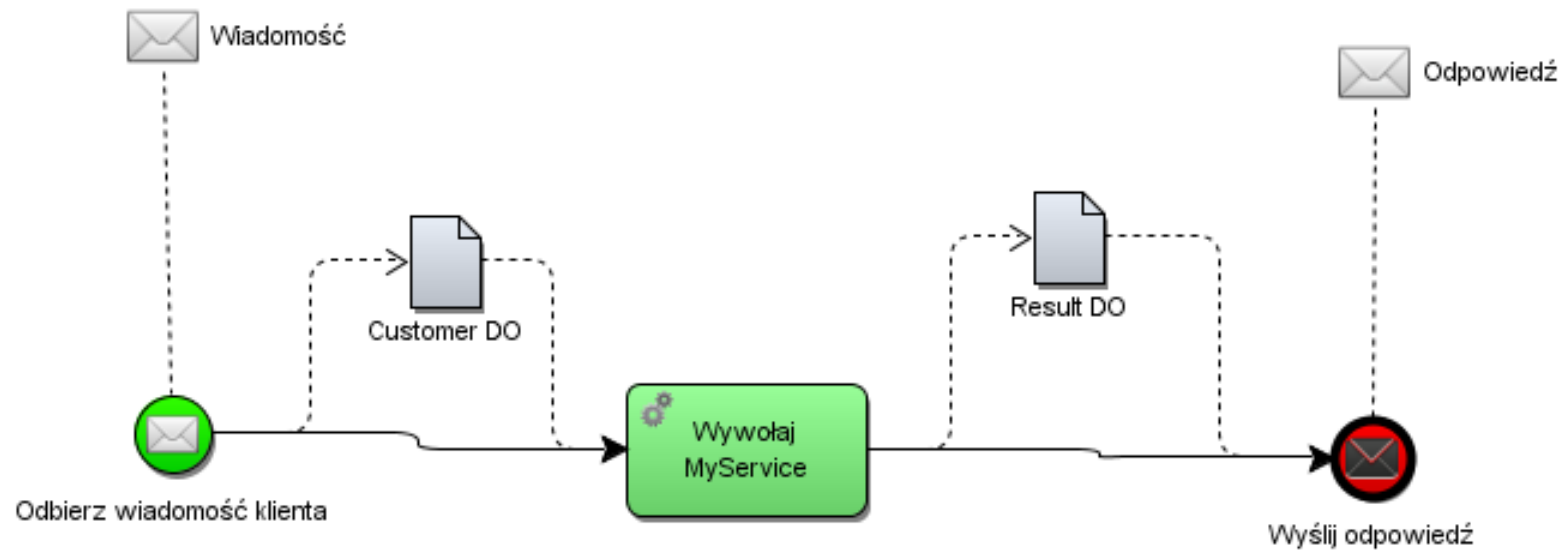 Wiadomość
Odpowiedź
Customer DO
Result DO
Wywołaj
MyService
Odbierz wiadomość klienta
Wyślij odpowiedź